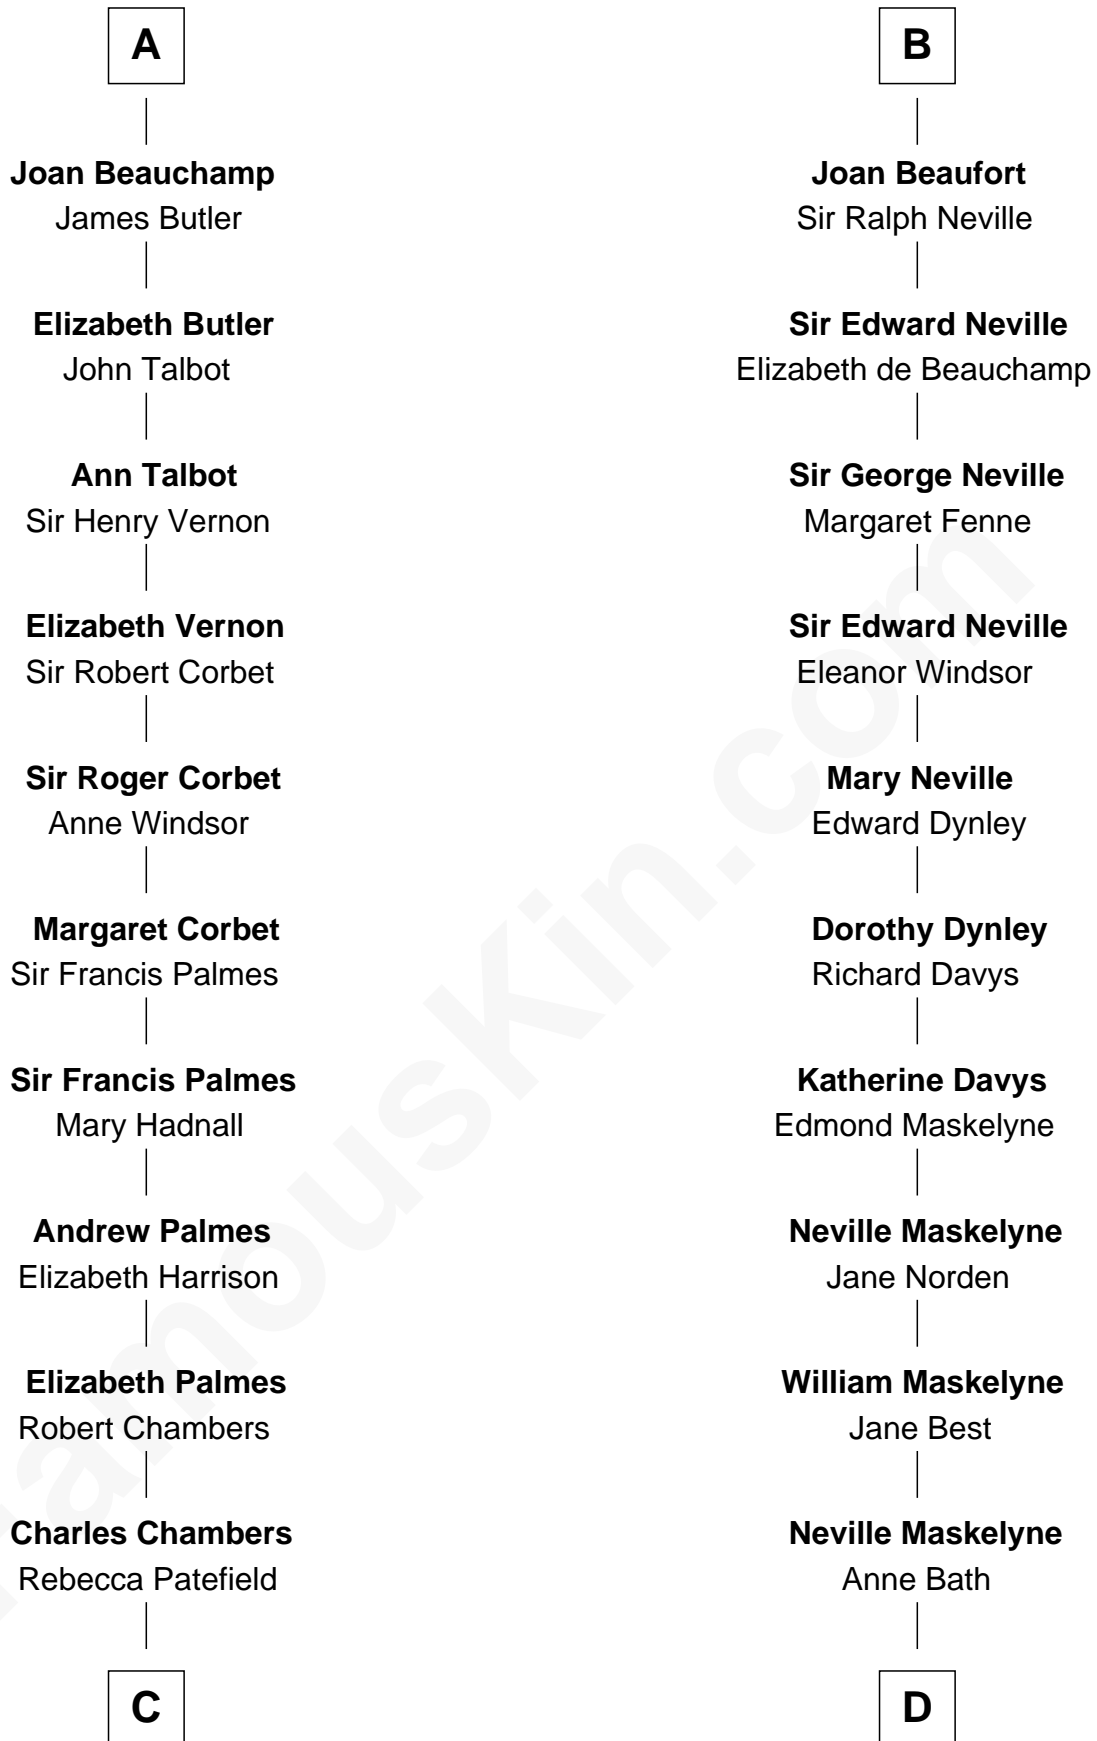 A
Joan Beauchamp
James Butler
Elizabeth Butler
John Talbot
Ann Talbot
Sir Henry Vernon
Elizabeth Vernon
Sir Robert Corbet
Sir Roger Corbet
Anne Windsor
Margaret Corbet
Sir Francis Palmes
Sir Francis Palmes
Mary Hadnall
Andrew Palmes
Elizabeth Harrison
Elizabeth Palmes
Robert Chambers
Charles Chambers
Rebecca Patefield
C
B
Joan Beaufort
Sir Ralph Neville
Sir Edward Neville
Elizabeth de Beauchamp
Sir George Neville
Margaret Fenne
Sir Edward Neville
Eleanor Windsor
Mary Neville
Edward Dynley
Dorothy Dynley
Richard Davys
Katherine Davys
Edmond Maskelyne
Neville Maskelyne
Jane Norden
William Maskelyne
Jane Best
Neville Maskelyne
Anne Bath
D
FamousKin.com